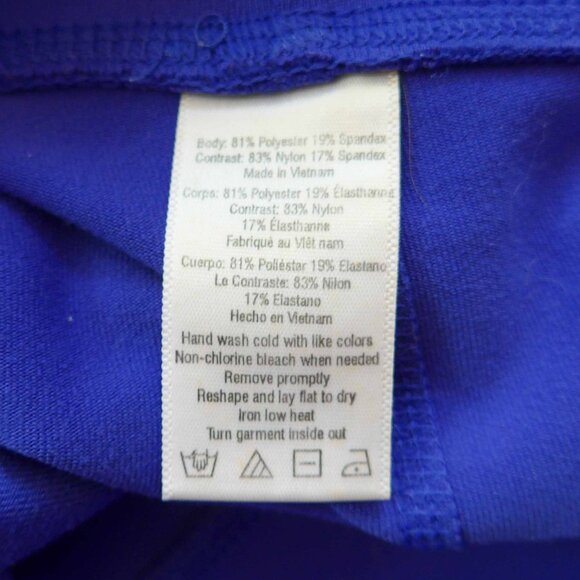 Body: 81% Polyester 19% Spandex
Contrast: 83% Nylon 17% Spandex
Made in Vietnam
Corps: 81% Polyester 19% Élasthanne
Contrast: 83% Nylon
17% Élasthanne
Fabriqué au Viêt nam
Cuerpo: 81% Poliéstar 19% Elastano
Lo Contraste: 83% Nilon
17% Elastano
Hecho en Vietnam
Hand wash cold with like colors
Non-chlorine bleach when needed
Remove promptly
Reshape and lay flat to dry
Iron low heat
Turn garment inside out